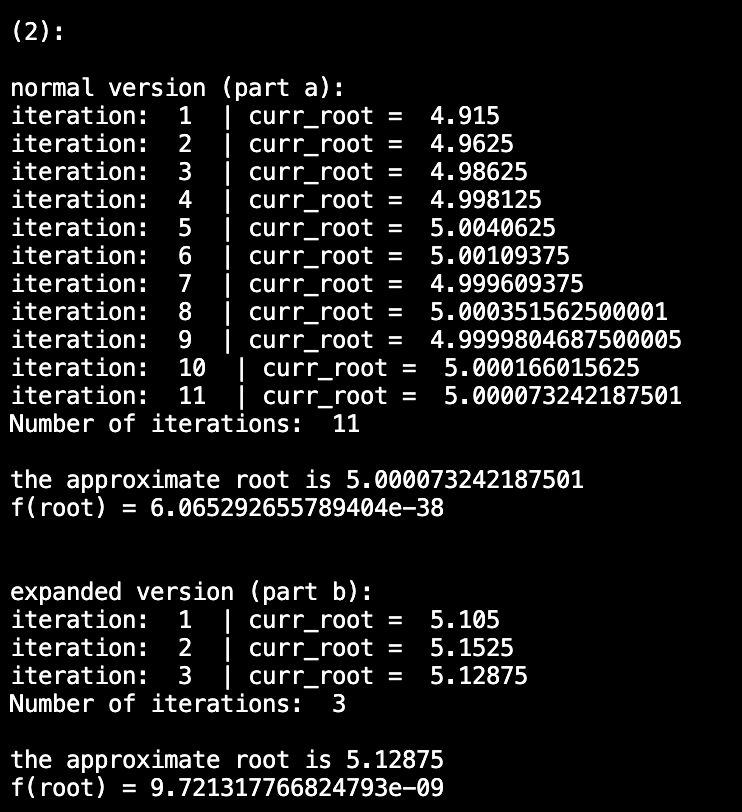 (2):
normal version (part a):
iteration:  1  | curr_root =  4.915
iteration:  2  | curr_root =  4.9625
iteration:  3  | curr_root =  4.98625
iteration:  4  | curr_root =  4.998125
iteration:  5  | curr_root =  5.0040625
iteration:  6  | curr_root =  5.00109375
iteration:  7  | curr_root =  4.999609375
iteration:  8  | curr_root =  5.000351562500001
iteration:  9  | curr_root =  4.9999804687500005
iteration:  10  | curr_root =  5.000166015625
iteration:  11  | curr_root =  5.000073242187501
Number of iterations:  11
the approximate root is 5.000073242187501
f(root) = 6.065292655789404e-38
expanded version (part b):
iteration:  1  | curr_root =  5.105
iteration:  2  | curr_root =  5.1525
iteration:  3  | curr_root =  5.12875
Number of iterations:  3
the approximate root is 5.12875
f(root) = 9.721317766824793e-09